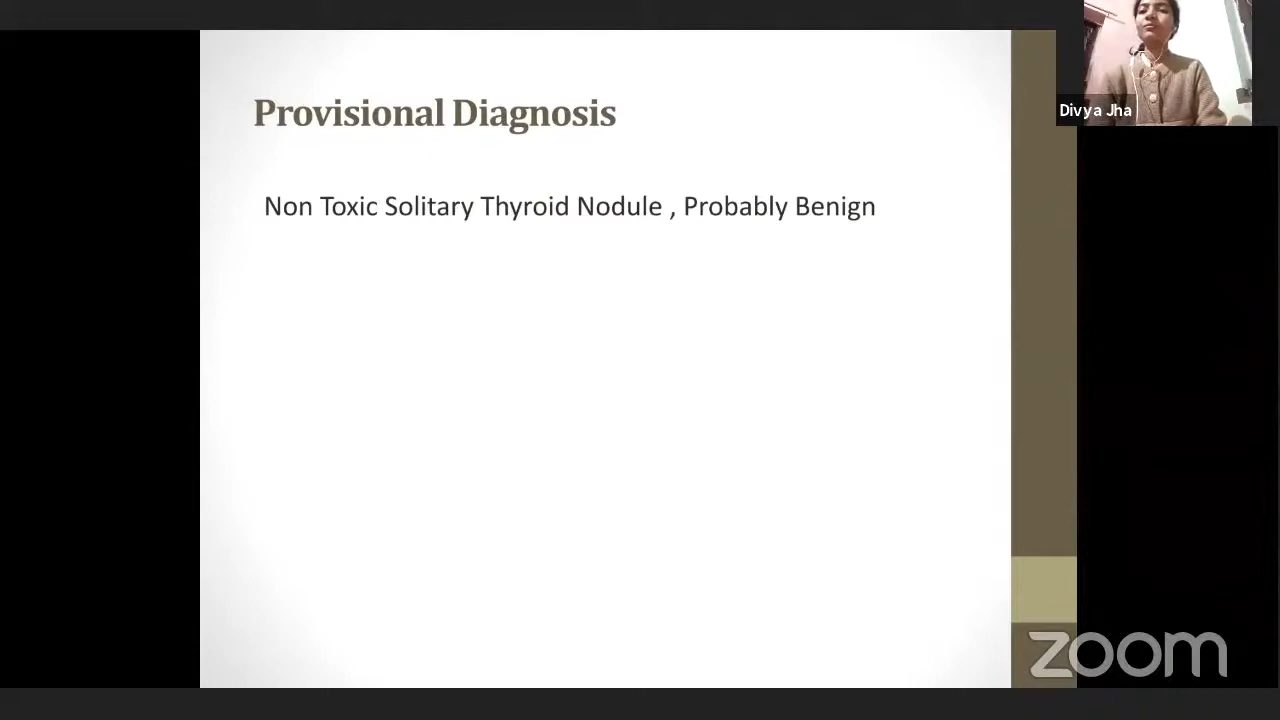 Provisional Diagnosis
Divya Jha
Non Toxic Solitary Thyroid Nodule , Probably Benign
zoom